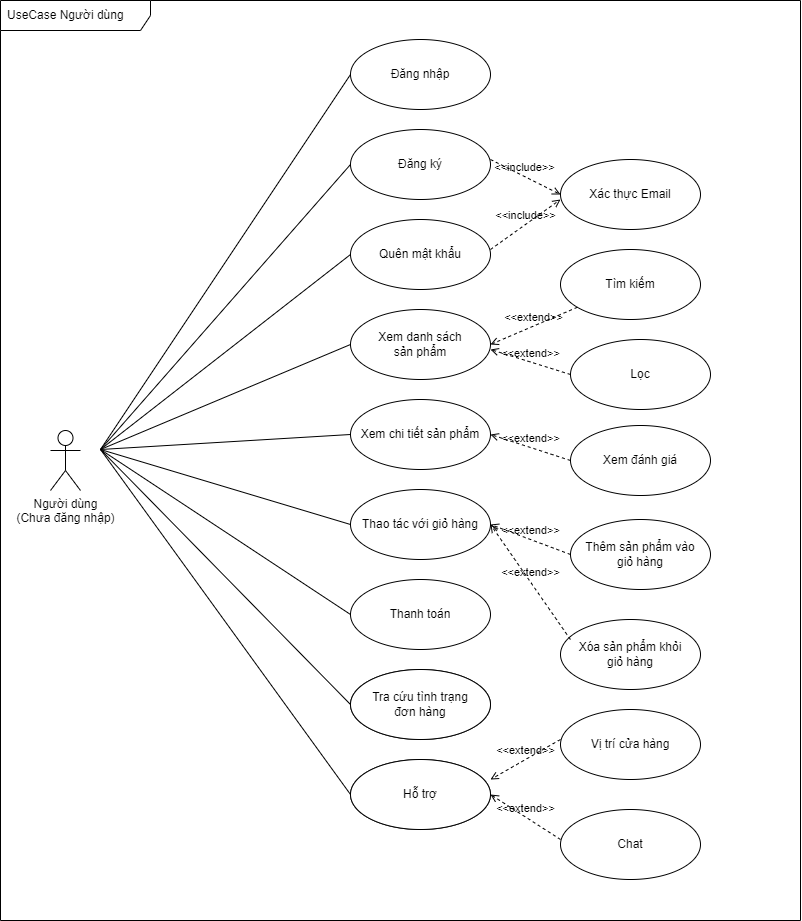 UseCase Người dùng
Đăng nhập
Đăng ký
<<include>>
Xác thực Email
<<include>>
Quên mật khẩu
Tìm kiếm
<<extend>>
Xem danh sách
sản phẩm
<<extend>>
Lọc
Xem chi tiết sản phẩm
<<extend>>
Xem đánh giá
Người dùng
(Chưa đăng nhập)
Thao tác với giỏ hàng
<<extend>>
Thêm sản phẩm vào
giỏ hàng
<<extend>>
Thanh toán
Xóa sản phẩm khỏi
giỏ hàng
Tra cứu tình trạng
đơn hàng
Vị trí cửa hàng
<<extend>>
Hỗ trợ
<<extend>>
Chat